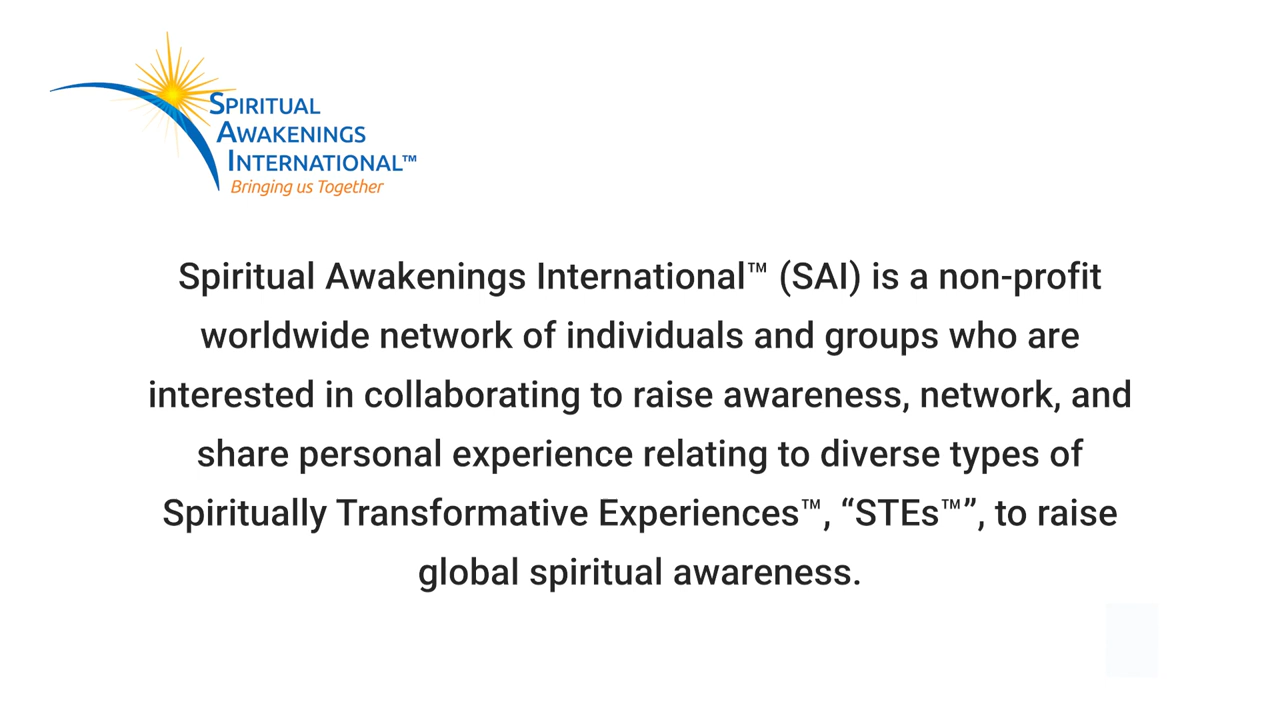 SPIRITUAL
AWAKENINGS
INTERNATIONAL™
Bringing us Together
Spiritual Awakenings International™ (SAI) is a non-profit
worldwide network of individuals and groups who are
interested in collaborating to raise awareness, network, and
share personal experience relating to diverse types of
Spiritually Transformative Experiences™, “STEs™”, to raise
global spiritual awareness.